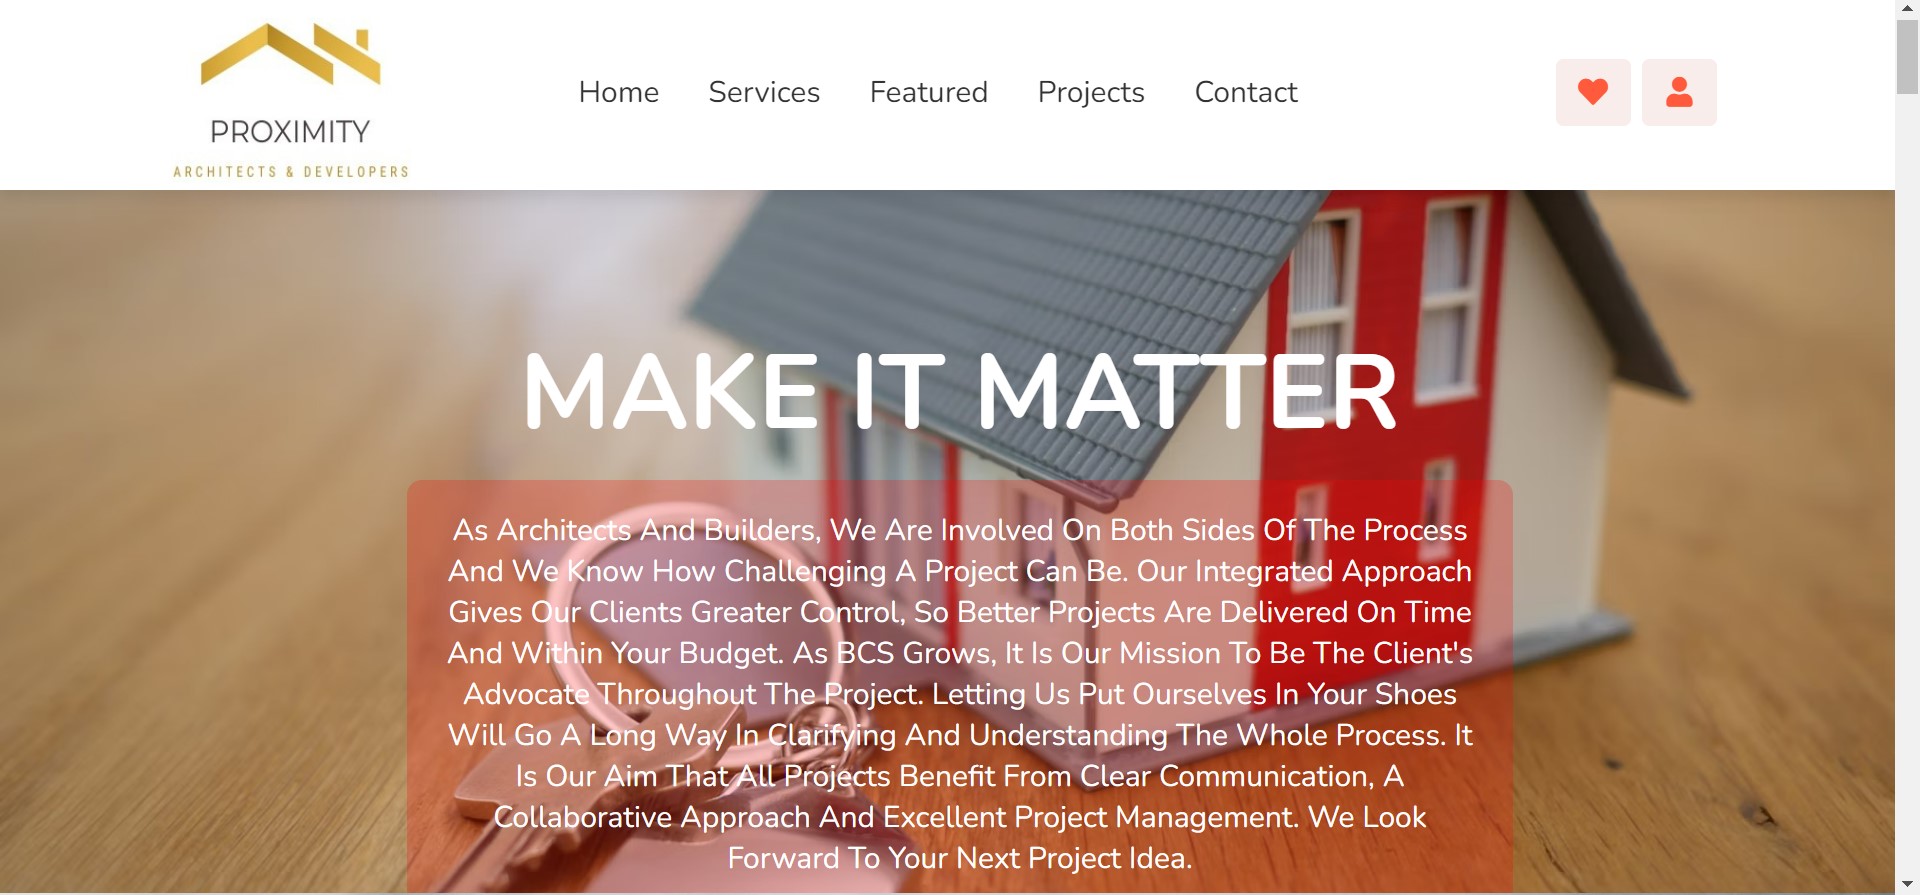 PROXIMITY
ARCHITECTS & DEVELOPERS
Home
Services
Featured
Projects
Contact
MAKE IT MATTER
As Architects And Builders, We Are Involved On Both Sides Of The Process
And We Know How Challenging A Project Can Be. Our Integrated Approach
Gives Our Clients Greater Control, So Better Projects Are Delivered On Time
And Within Your Budget. As BCS Grows, It Is Our Mission To Be The Client's
Advocate Throughout The Project. Letting Us Put Ourselves In Your Shoes
Will Go A Long Way In Clarifying And Understanding The Whole Process. It
Is Our Aim That All Projects Benefit From Clear Communication, A
Collaborative Approach And Excellent Project Management. We Look
Forward To Your Next Project Idea.